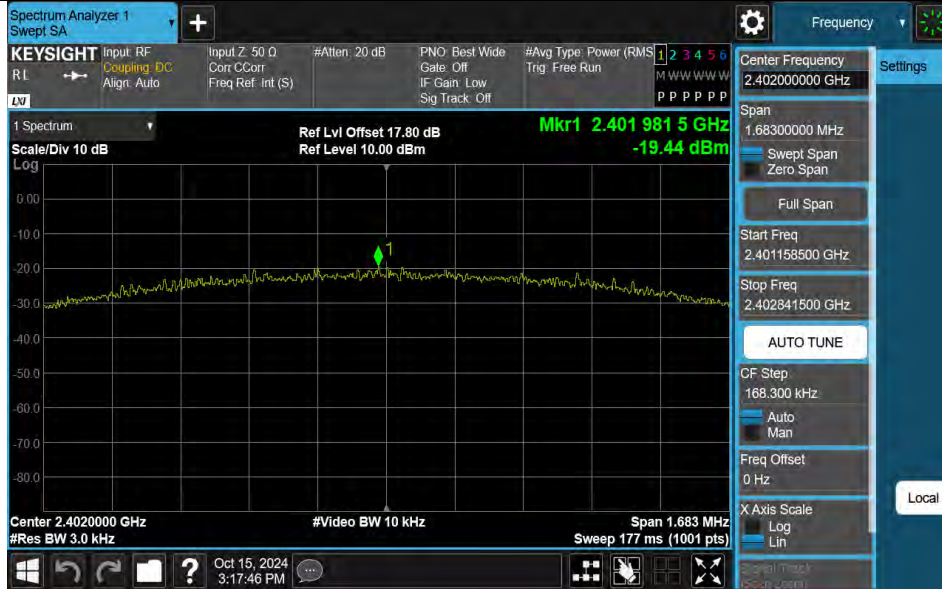 Spectrum Analyzer 1
Swept SA
Frequency
KEYSIGHT
RL
LXI
Input: RF
Coupling: DC
Align: Auto
Input Z: 50 Ω
Corr CCorr
Freq Ref: Int (S)
#Atten: 20 dB
PNO: Best Wide
Gate: Off
IF Gain: Low
Sig Track: Off
#Avg Type: Power (RMS
Trig: Free Run
1 2 3 4 5 6
M W W W W W
P P P P P P
Center Frequency
2.402000000 GHz
Settings
Span
1.68300000 MHz
Swept Span
Zero Span
Full Span
Start Freq
2.401158500 GHz
Stop Freq
2.402841500 GHz
AUTO TUNE
CF Step
168.300 kHz
Auto
Man
Freq Offset
0 Hz
X Axis Scale
Log
Lin
Signal Track
(Span Zoom)
Local
1 Spectrum
Scale/Div 10 dB
Log
Ref Lvl Offset 17.80 dB
Ref Level 10.00 dBm
Mkr1 2.401 981 5 GHz
-19.44 dBm
0.00
-10.0
1
-20.0
-30.0
-40.0
-50.0
-60.0
-70.0
-80.0
Center 2.4020000 GHz
#Res BW 3.0 kHz
#Video BW 10 kHz
Span 1.683 MHz
Sweep 177 ms (1001 pts)
?
Oct 15, 2024
3:17:46 PM